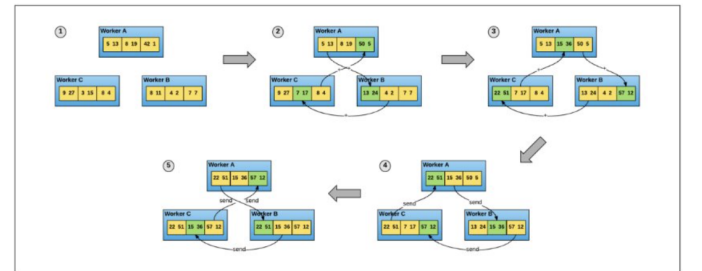 1
Worker A
5 13 8 19 42 1
Worker C
9 27 3 15 8 4
Worker B
8 11 4 2 7 7
2
Worker A
5 13 8 19 50 5
Worker C
9 27 7 17 8 4
Worker B
13 24 4 2 7 7
3
Worker A
5 13 15 36 50 5
Worker C
22 51 7 17 8 4
Worker B
13 24 4 2 57 12
5
Worker A
22 51 15 36 57 12
send send
Worker C
22 51 15 36 57 12
Worker B
22 51 15 36 57 12
send
4
Worker A
22 51 15 36 50 5
send send
Worker C
22 51 7 17 57 12
Worker B
13 24 15 36 57 12
send